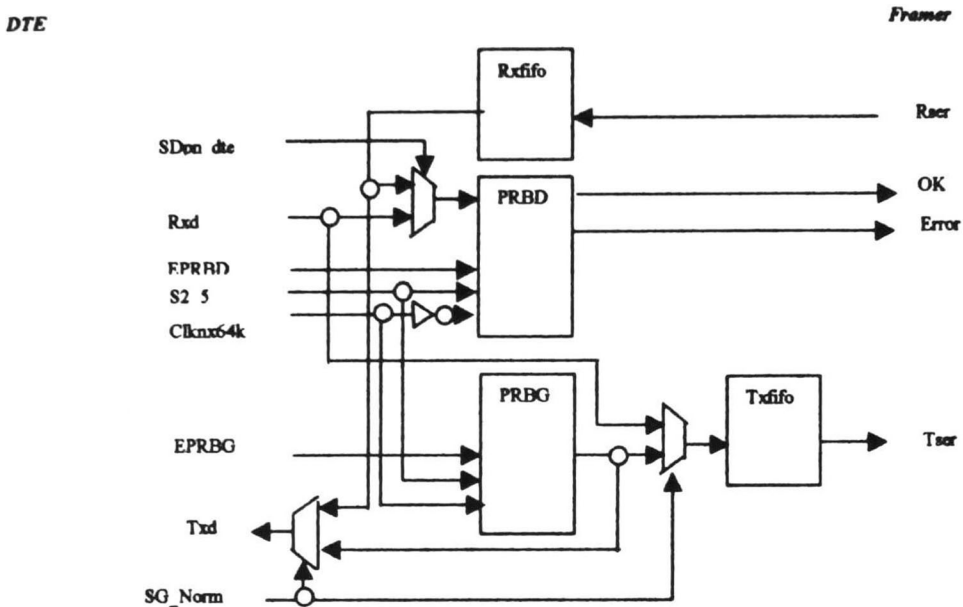 DTE
Framer
Rxfifo
Rser
SDpn dte
PRBD
OK
Rxd
Error
EPRBD
S2 5
Clknx64k
PRBG
Txfifo
EPRBG
Tser
Txd
SG_Norm